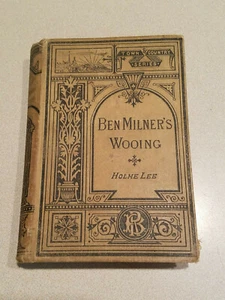 TOWN & COUNTRY
SERIES
BEN MILNER'S
WOOING
HOLME LEE